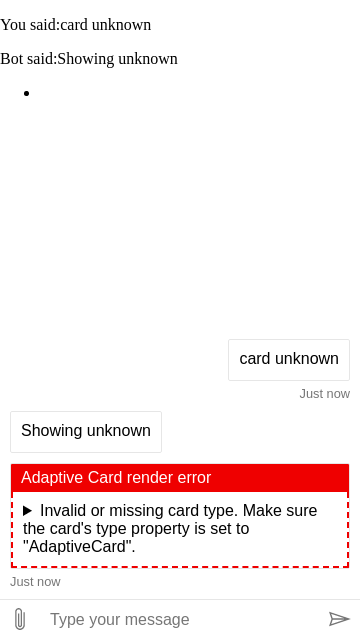 You said:card unknown
Bot said:Showing unknown
card unknown
Just now
Showing unknown
Adaptive Card render error
Invalid or missing card type. Make sure
the card's type property is set to
"AdaptiveCard".
Just now
Type your message